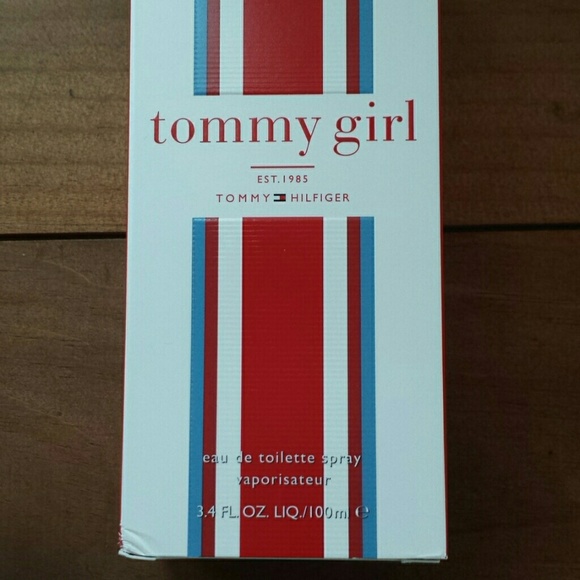 tommy girl
EST. 1985
TOMMY HILFIGER
eau de toilette spray
vaporisateur
3.4 FL. OZ. LIQ./100ml ℮